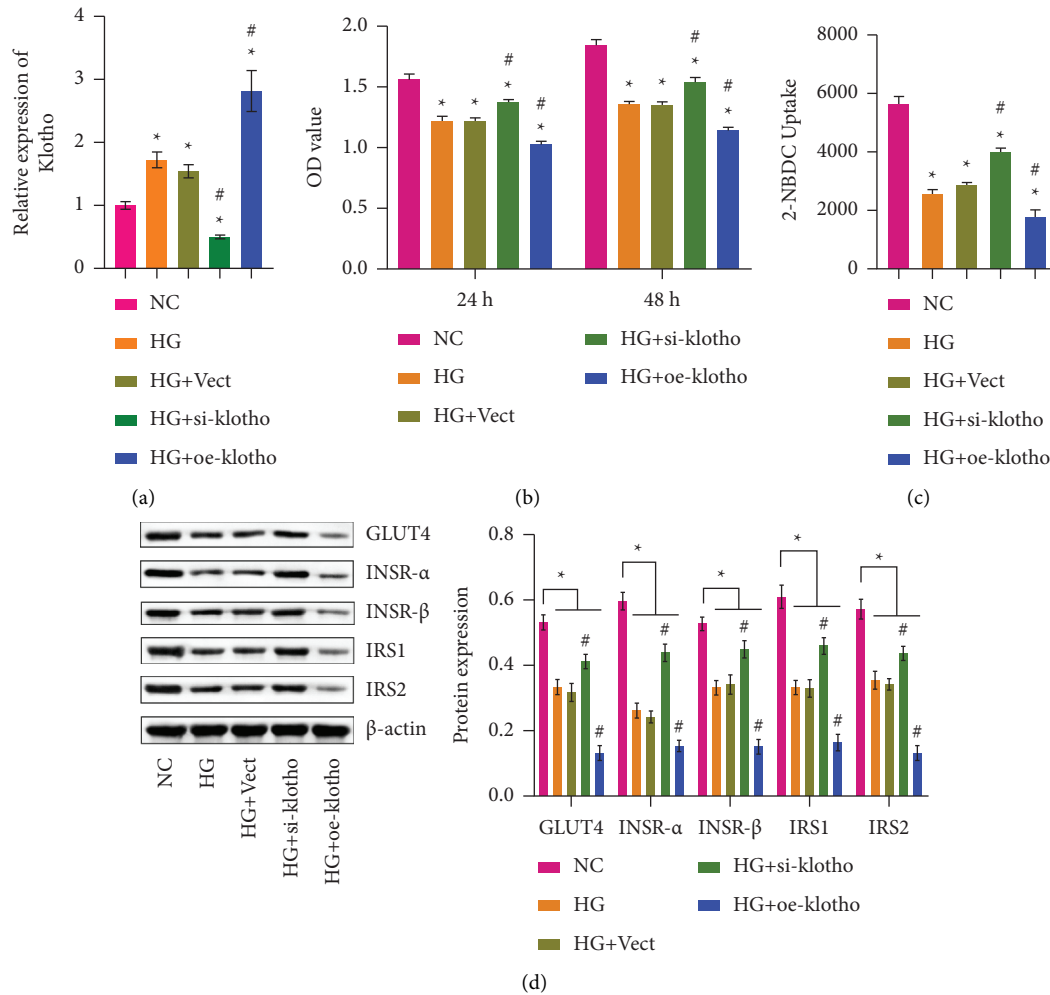 Relative expression of
Klotho
4
3
2
1
0
*
*
#
*
#
*
NC
HG
HG+Vect
HG+si-klotho
HG+oe-klotho
(a)
OD value
2.0
1.5
1.0
0.5
0.0
*
*
#
*
#
*
*
*
#
*
#
*
24 h
48 h
NC
HG
HG+Vect
HG+si-klotho
HG+oe-klotho
(b)
2-NBDC Uptake
8000
6000
4000
2000
0
*
*
#
*
#
*
NC
HG
HG+Vect
HG+si-klotho
HG+oe-klotho
(c)
GLUT4
INSR-α
INSR-β
IRS1
IRS2
β-actin
NC
HG
HG+Vect
HG+si-klotho
HG+oe-klotho
Protein expression
0.8
0.6
0.4
0.2
0.0
*
#
#
*
#
#
*
#
#
*
#
#
*
#
#
GLUT4
INSR-α
INSR-β
IRS1
IRS2
NC
HG
HG+Vect
HG+si-klotho
HG+oe-klotho
(d)